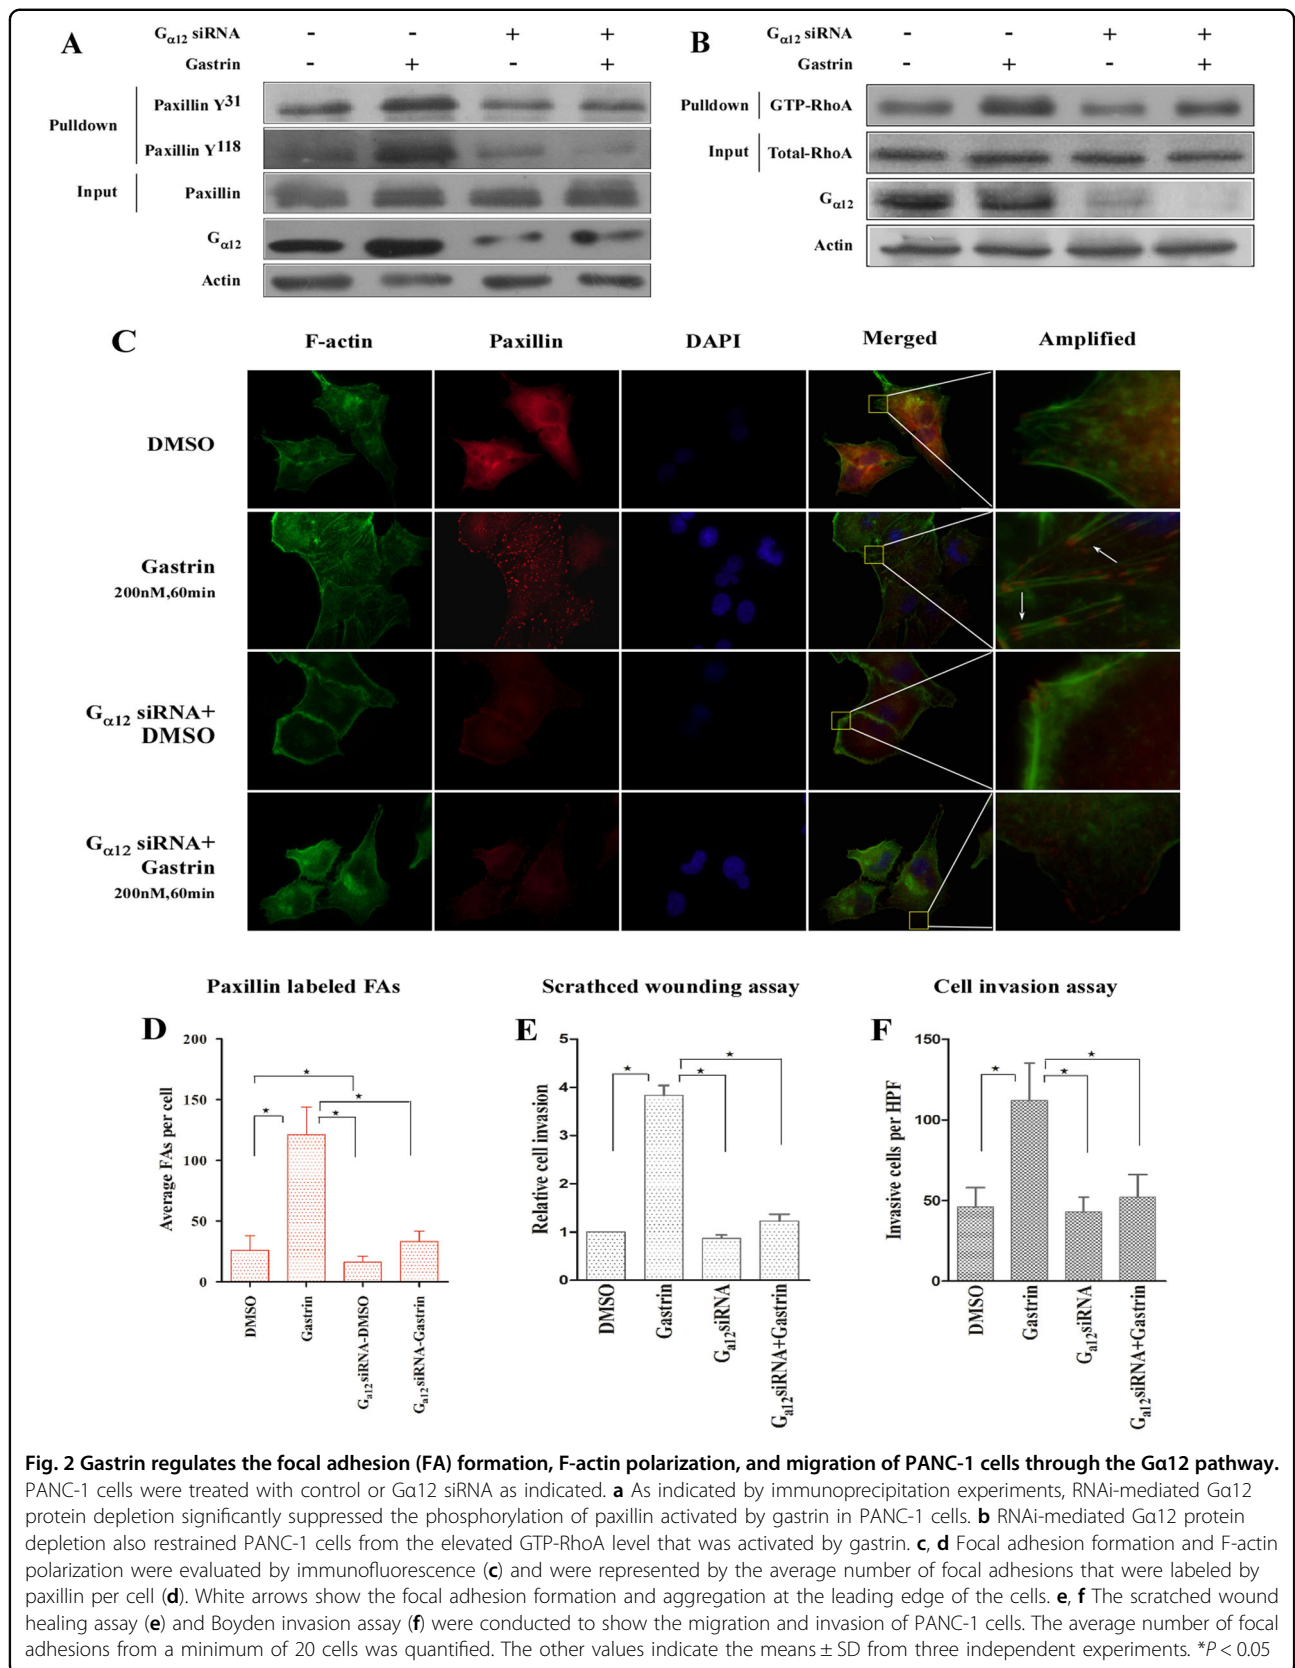 A
G α12 siRNA - - + +
Gastrin - + - +
Pulldown
Paxillin Y31
Paxillin Y118
Input
Paxillin
Gα12
Actin
B
Gα12 siRNA - - + +
Gastrin - + - +
Pulldown
GTP-RhoA
Input
Total-RhoA
Gα12
Actin
C
F-actin Paxillin DAPI Merged Amplified
DMSO
Gastrin
200nM,60min
Gα12 siRNA+
DMSO
Gα12 siRNA+
Gastrin
200nM,60min
Paxillin labeled FAs
D
Average FAs per cell
200
150
100
50
0
★ ★ ★ ★
DMSO
Gastrin
Ga12siRNA-DMSO
Ga12siRNA-Gastrin
Scrathced wounding assay
E
Relative cell invasion
5
4
3
2
1
0
★ ★ ★
DMSO
Gastrin
Ga12siRNA
Ga12siRNA+Gastrin
Cell invasion assay
F
Invasive cells per HPF
150
100
50
0
★ ★ ★
DMSO
Gastrin
Ga12siRNA
Ga12siRNA+Gastrin
Fig. 2 Gastrin regulates the focal adhesion (FA) formation, F-actin polarization, and migration of PANC-1 cells through the Gα12 pathway.
PANC-1 cells were treated with control or Gα12 siRNA as indicated. a As indicated by immunoprecipitation experiments, RNAi-mediated Gα12
protein depletion significantly suppressed the phosphorylation of paxillin activated by gastrin in PANC-1 cells. b RNAi-mediated Gα12 protein
depletion also restrained PANC-1 cells from the elevated GTP-RhoA level that was activated by gastrin. c, d Focal adhesion formation and F-actin
polarization were evaluated by immunofluorescence (c) and were represented by the average number of focal adhesions that were labeled by
paxillin per cell (d). White arrows show the focal adhesion formation and aggregation at the leading edge of the cells. e, f The scratched wound
healing assay (e) and Boyden invasion assay (f) were conducted to show the migration and invasion of PANC-1 cells. The average number of focal
adhesions from a minimum of 20 cells was quantified. The other values indicate the means ± SD from three independent experiments. *P < 0.05